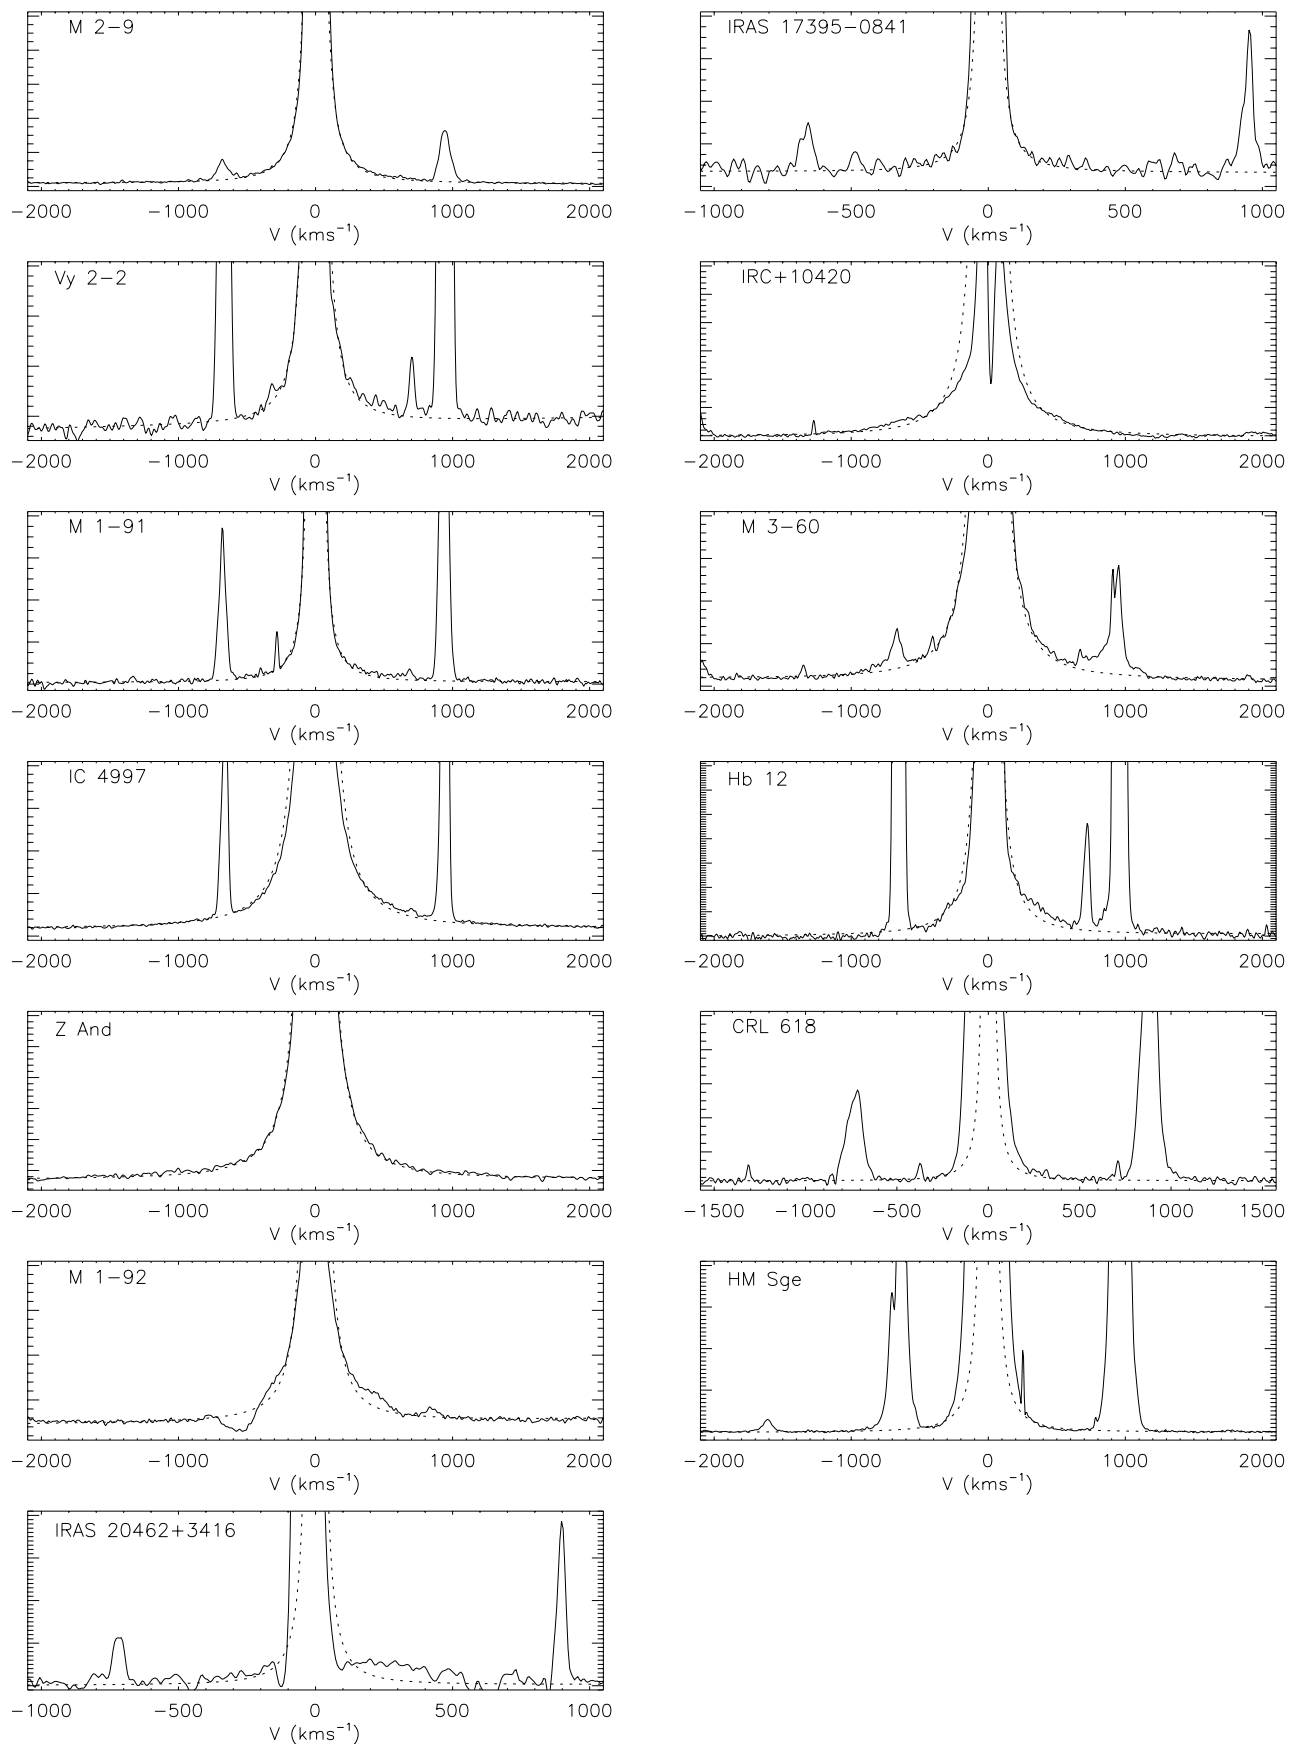 M 2−9
−2000 −1000 0 1000 2000
V (kms⁻¹)
IRAS 17395−0841
−1000 −500 0 500 1000
V (kms⁻¹)
Vy 2−2
−2000 −1000 0 1000 2000
V (kms⁻¹)
IRC+10420
−2000 −1000 0 1000 2000
V (kms⁻¹)
M 1−91
−2000 −1000 0 1000 2000
V (kms⁻¹)
M 3−60
−2000 −1000 0 1000 2000
V (kms⁻¹)
IC 4997
−2000 −1000 0 1000 2000
V (kms⁻¹)
Hb 12
−2000 −1000 0 1000 2000
V (kms⁻¹)
Z And
−2000 −1000 0 1000 2000
V (kms⁻¹)
CRL 618
−1500 −1000 −500 0 500 1000 1500
V (kms⁻¹)
M 1−92
−2000 −1000 0 1000 2000
V (kms⁻¹)
HM Sge
−2000 −1000 0 1000 2000
V (kms⁻¹)
IRAS 20462+3416
−1000 −500 0 500 1000
V (kms⁻¹)